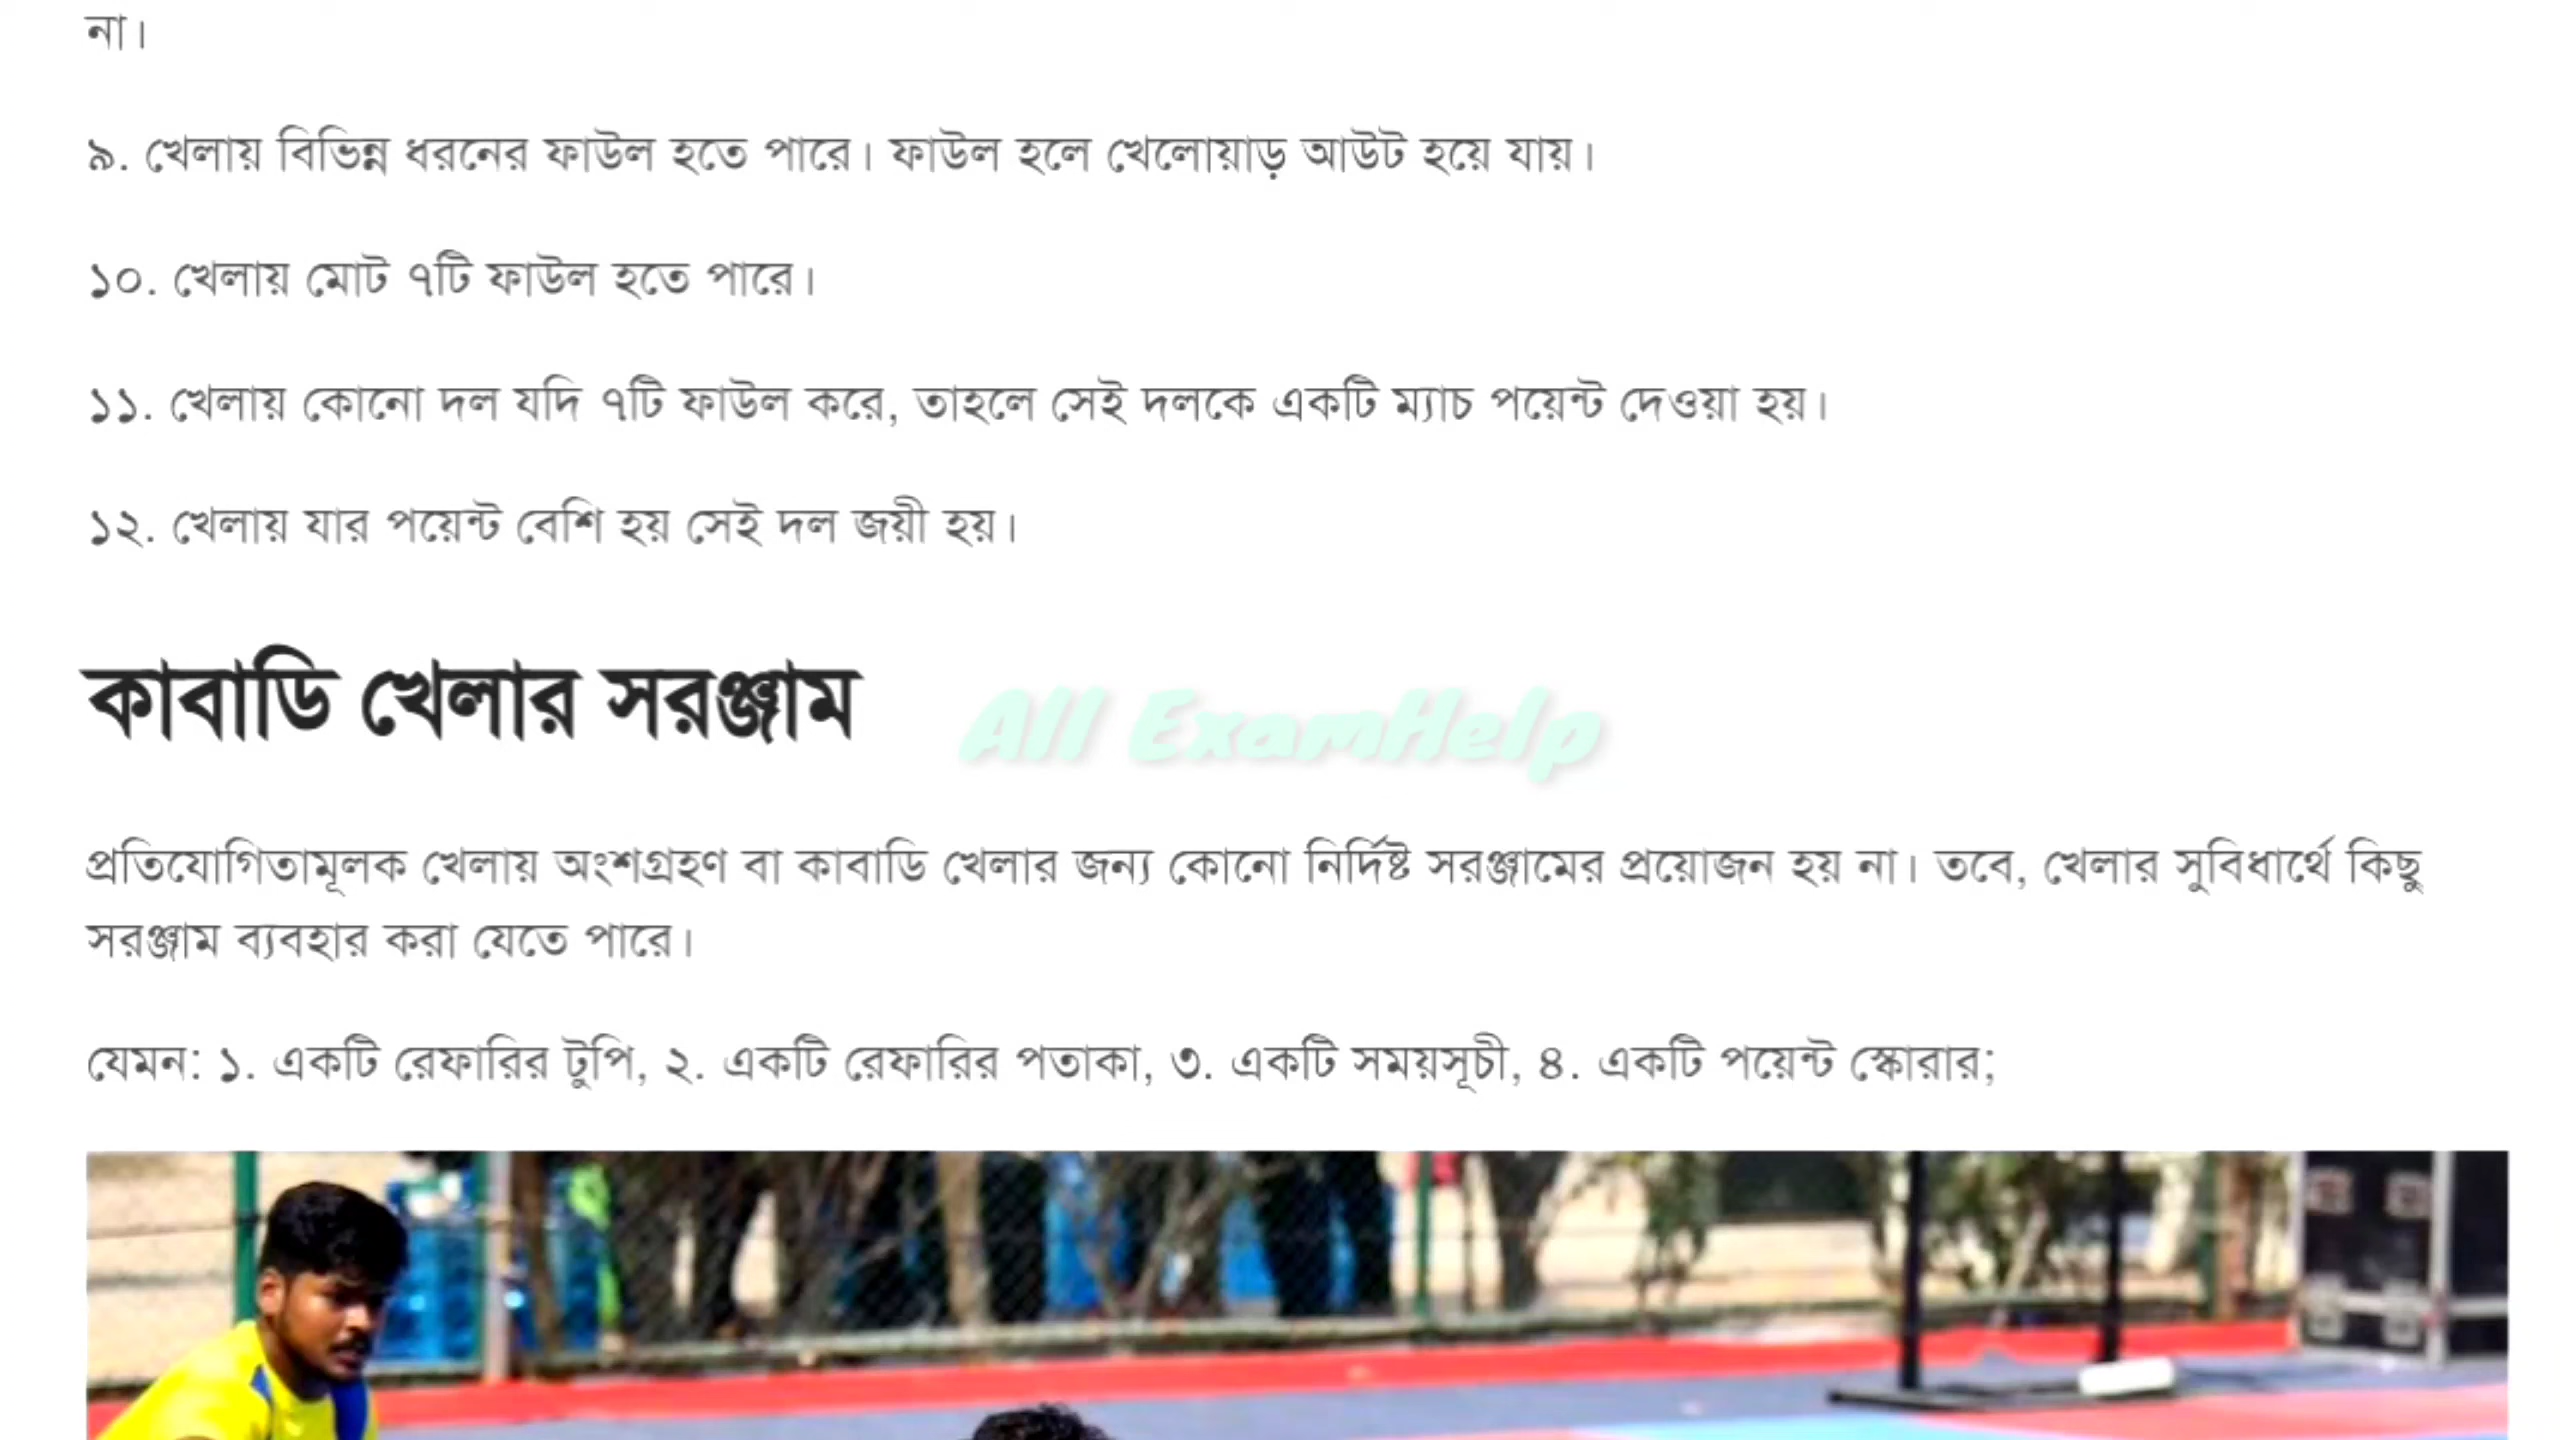 না।
৯. খেলায় বিভিন্ন ধরনের ফাউল হতে পারে। ফাউল হলে খেলোয়াড় আউট হয়ে যায়।
১০. খেলায় মোট ৭টি ফাউল হতে পারে।
১১. খেলায় কোনো দল যদি ৭টি ফাউল করে, তাহলে সেই দলকে একটি ম্যাচ পয়েন্ট দেওয়া হয়।
১২. খেলায় যার পয়েন্ট বেশি হয় সেই দল জয়ী হয়।
কাবাডি খেলার সরঞ্জাম
All ExamHelp
প্রতিযোগিতামূলক খেলায় অংশগ্রহণ বা কাবাডি খেলার জন্য কোনো নির্দিষ্ট সরঞ্জামের প্রয়োজন হয় না। তবে, খেলার সুবিধার্থে কিছু
সরঞ্জাম ব্যবহার করা যেতে পারে।
যেমন: ১. একটি রেফারির টুপি, ২. একটি রেফারির পতাকা, ৩. একটি সময়সূচী, ৪. একটি পয়েন্ট স্কোরার;